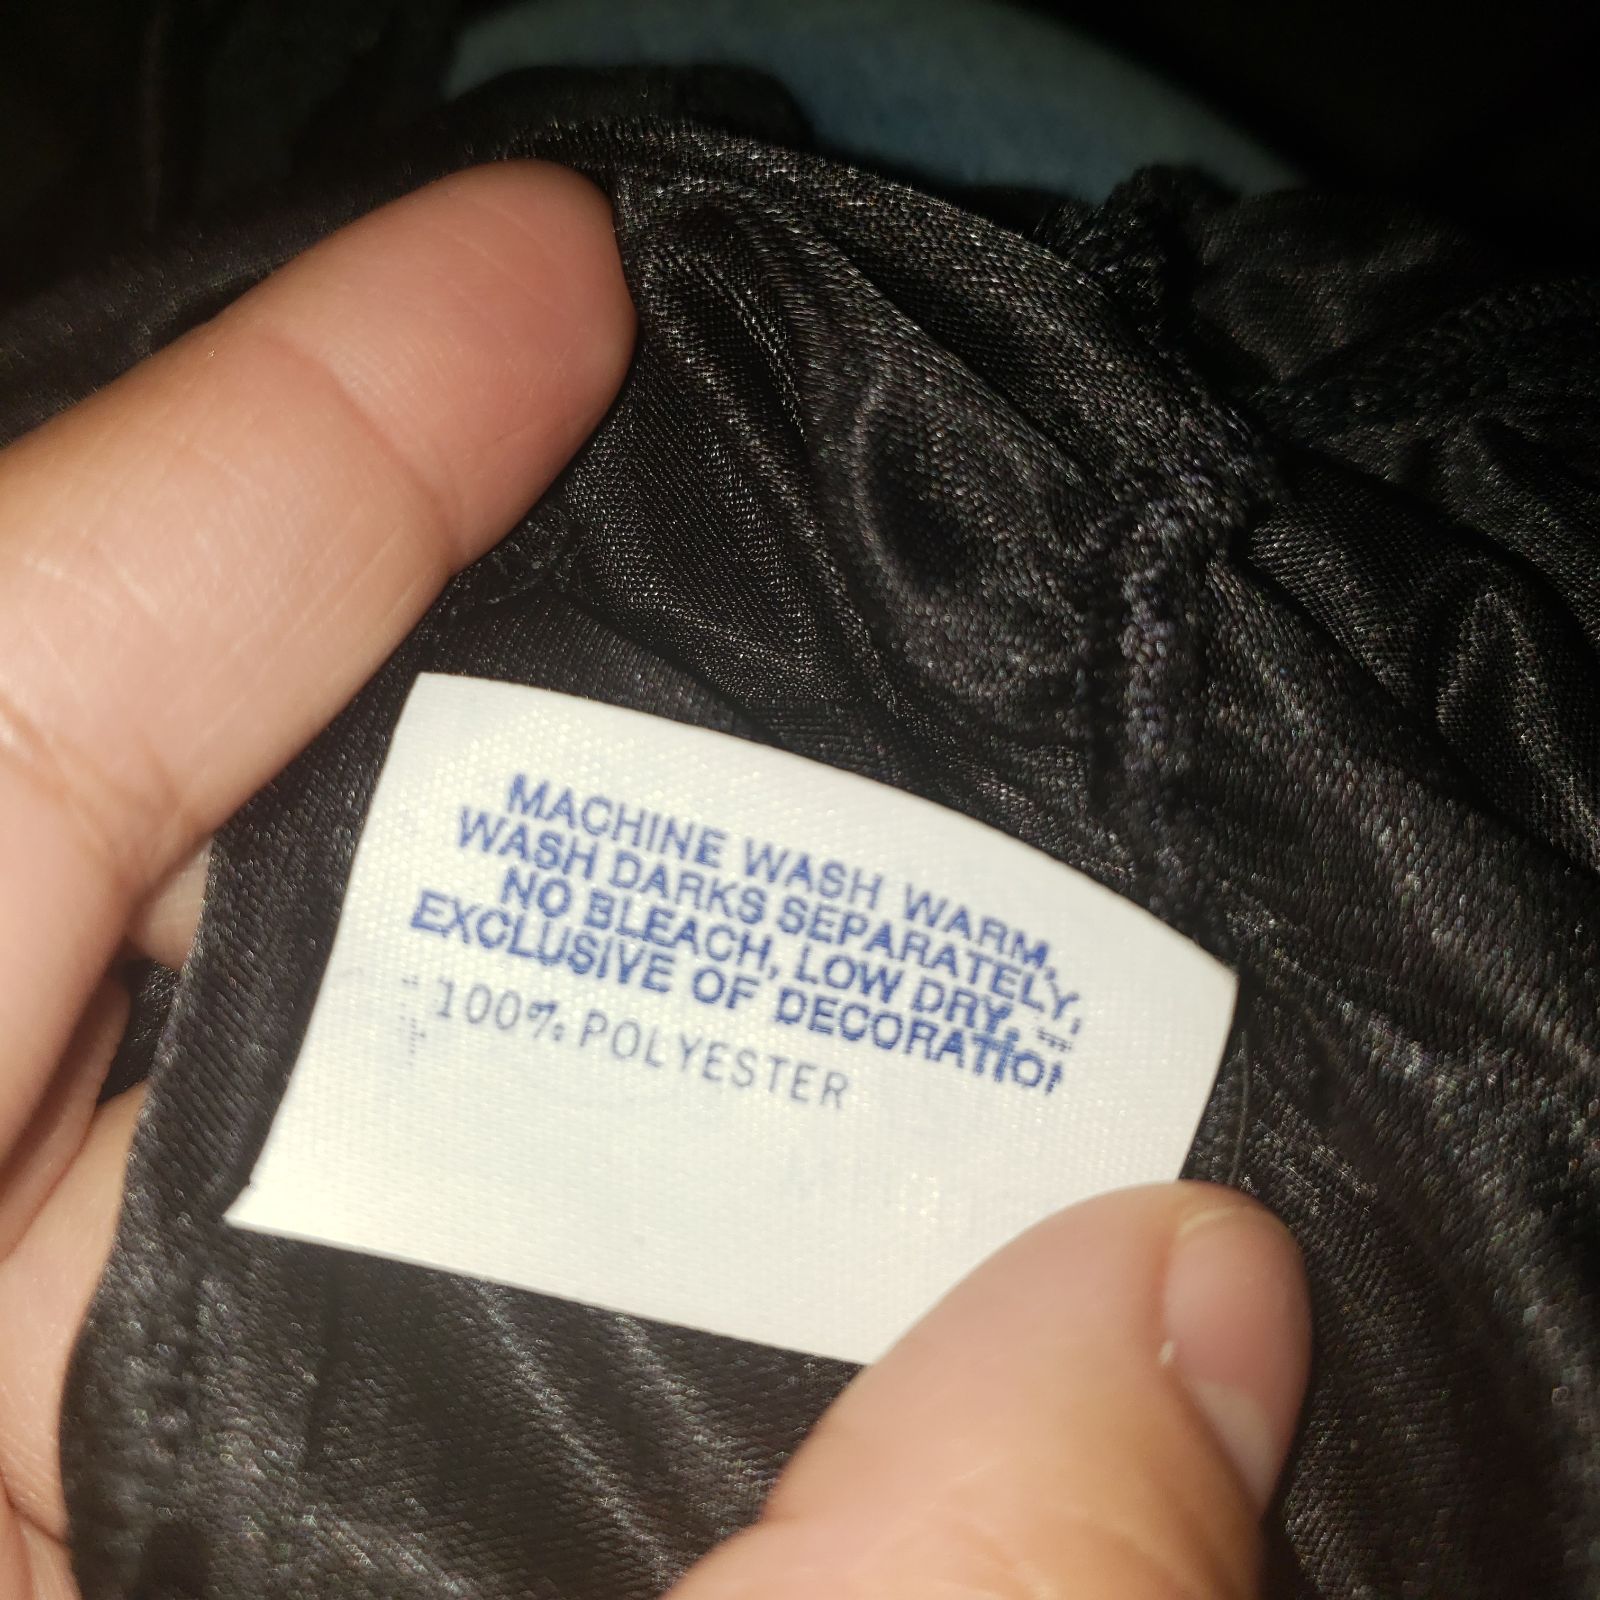 MACHINE WASH WARM,
WASH DARKS SEPARATELY,
NO BLEACH, LOW DRY,
EXCLUSIVE OF DECORATION
100% POLYESTER